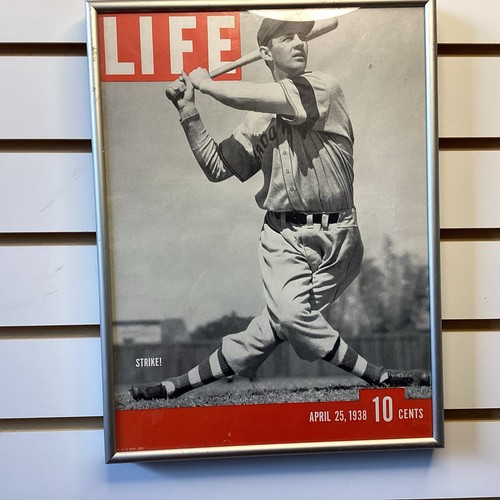 LIFE
STRIKE!
APRIL 25, 1938 10 CENTS